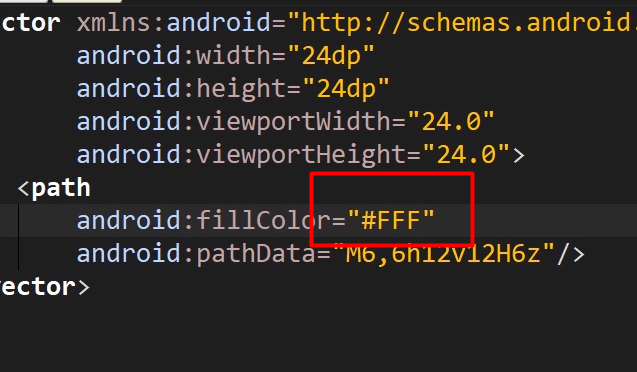 ctor xmlns:android="http://schemas.android.
android:width="24dp"
android:height="24dp"
android:viewportWidth="24.0"
android:viewportHeight="24.0">
<path
android:fillColor="#FFF"
android:pathData="M6,6h12v12H6z"/>
vector>